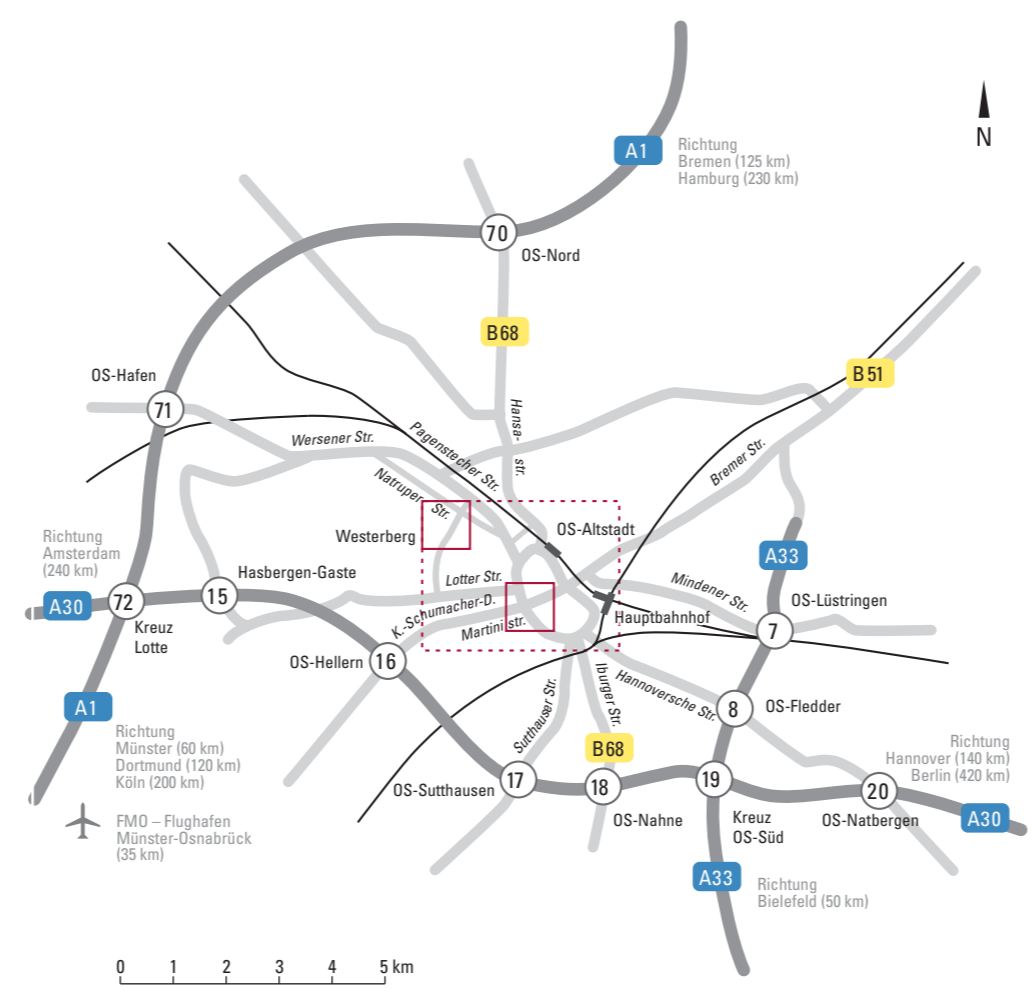 A1
Richtung
Bremen (125 km)
Hamburg (230 km)
N
70
OS-Nord
B68
OS-Hafen
71
B51
Hansa-
str.
Wersener Str.
Pagenstecher Str.
Bremer Str.
Natruper Str.
Westerberg
OS-Altstadt
Richtung
Amsterdam
(240 km)
A30
72
Kreuz
Lotte
15
Hasbergen-Gaste
Lotter Str.
K.-Schumacher-D.
Martinistr.
Hauptbahnhof
Mindener Str.
A33
OS-Lüstringen
7
OS-Hellern
16
Sutthauser Str.
Iburger Str.
Hannoversche Str.
8
OS-Fledder
A1
Richtung
Münster (60 km)
Dortmund (120 km)
Köln (200 km)
B68
Richtung
Hannover (140 km)
Berlin (420 km)
OS-Sutthausen
17
18
OS-Nahne
19
Kreuz
OS-Süd
20
OS-Natbergen
A30
FMO – Flughafen
Münster-Osnabrück
(35 km)
A33
Richtung
Bielefeld (50 km)
0 1 2 3 4 5 km